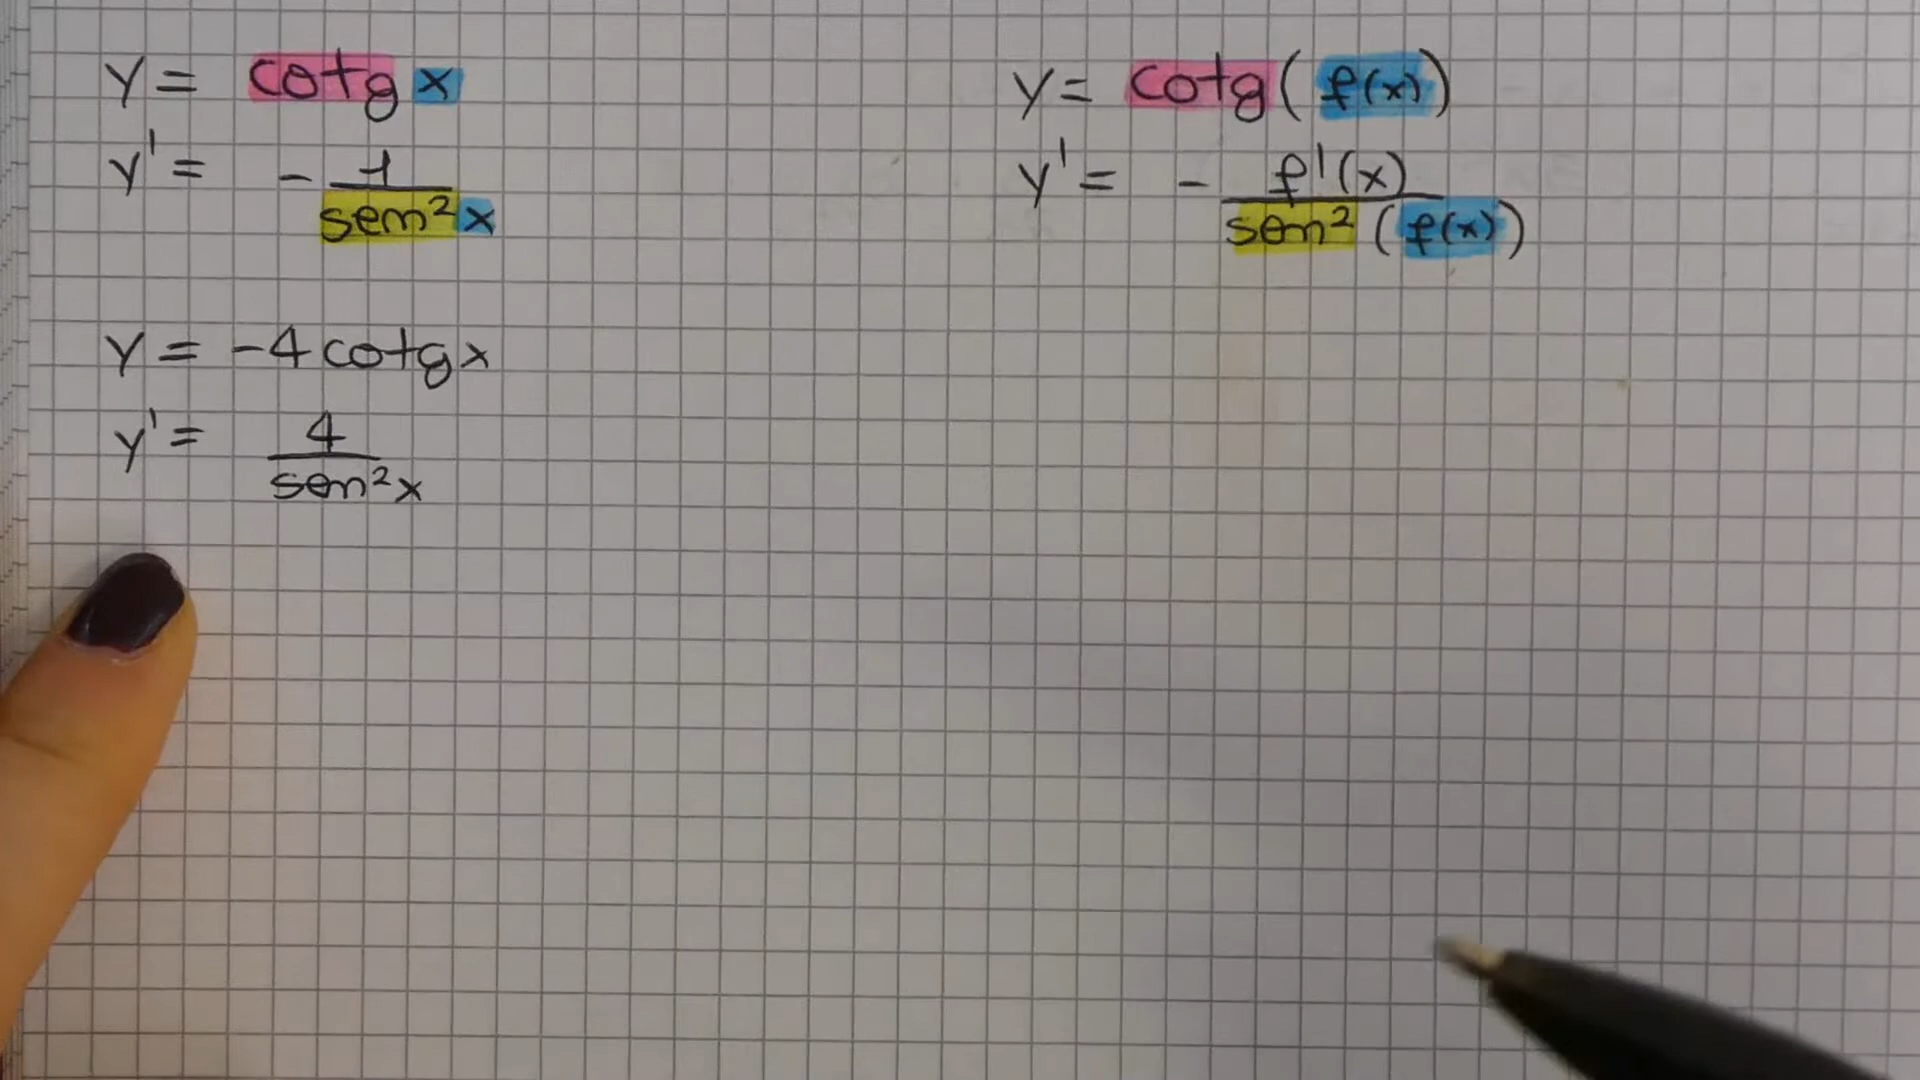 y = cotg x
y' = - 1/sen²x
y = -4 cotg x
y' = 4/sen²x
y = cotg(f(x))
y' = - f'(x)/sen²(f(x))